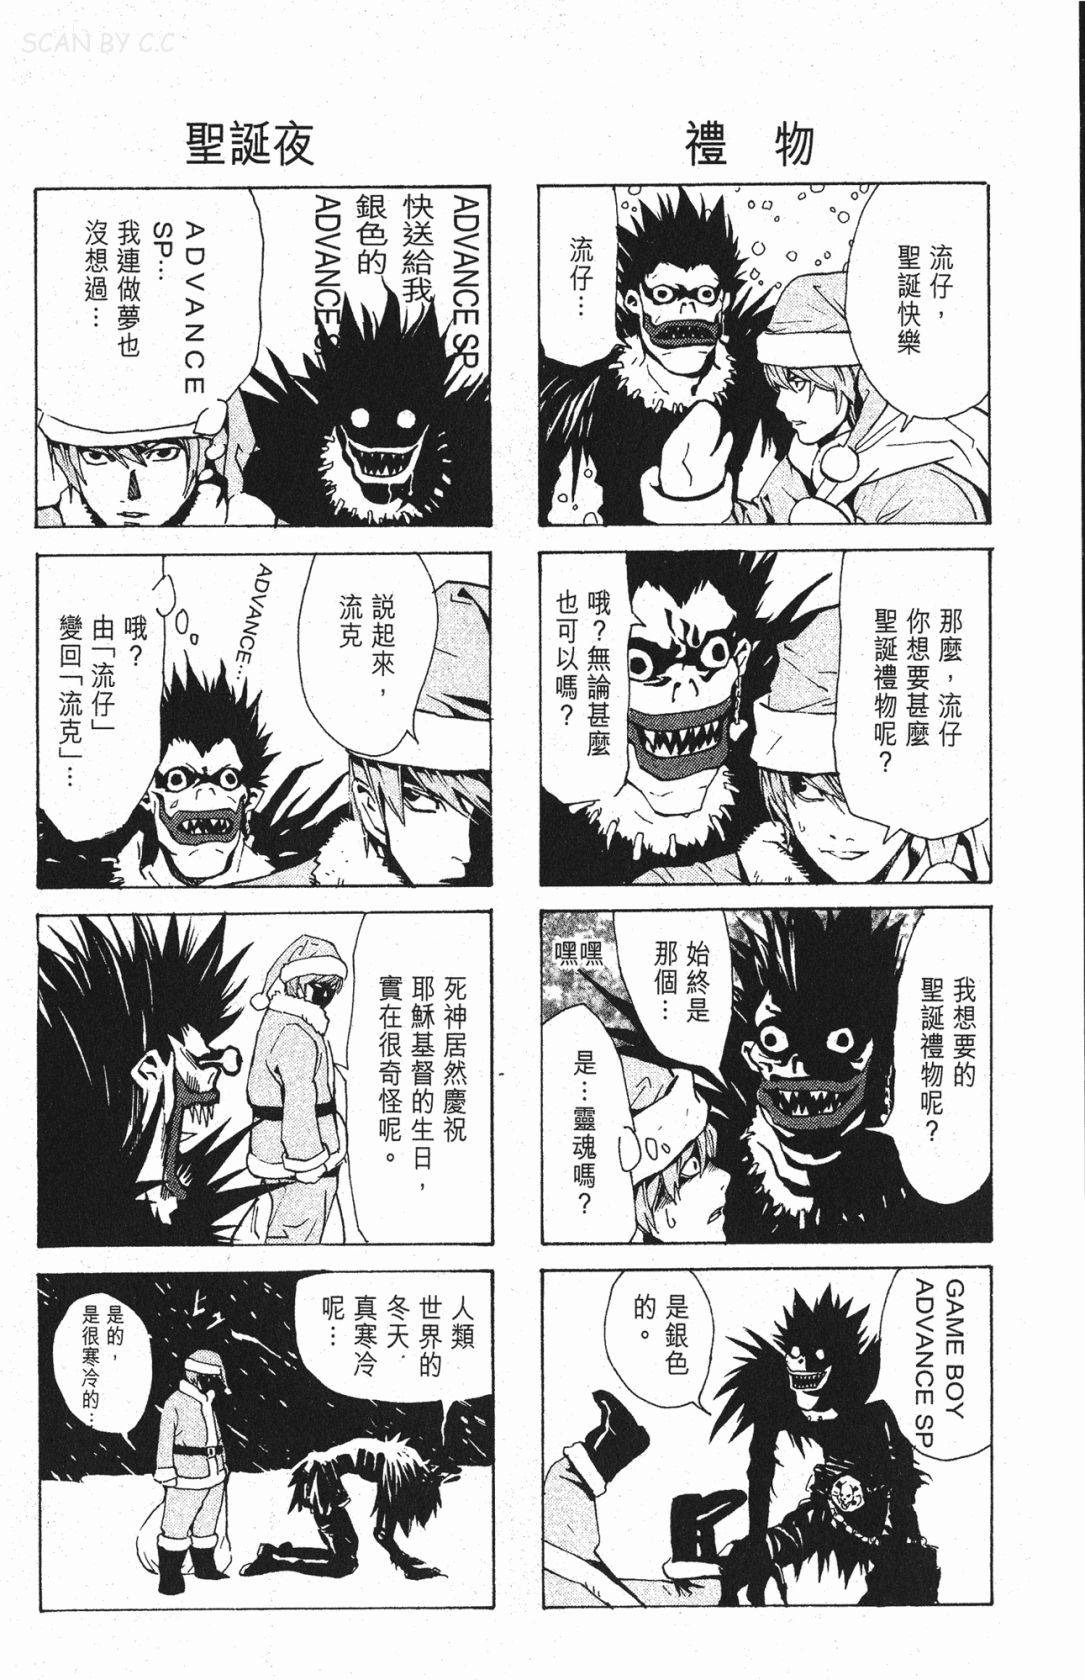 SCAN BY C.C
禮 物
流仔，
聖誕快樂
流仔…
那麼，流仔
你想要甚麼
聖誕禮物呢？
哦？無論甚麼
也可以嗎？
我想要的
聖誕禮物呢？
始終是
那個…
嘿嘿
是…靈魂嗎？
GAME BOY
ADVANCE SP
是銀色
的。
聖誕夜
ADVANCE SP
快送給我
銀色的
ADVANCE S
ADVANCE
SP…
我連做夢也
沒想過…
說起來，
流克
ADVANCE…
哦？
由「流仔」
變回「流克」…
死神居然慶祝
耶穌基督的生日，
實在很奇怪呢。
人類
世界的
冬天
真寒冷
呢…
是的，
是很寒冷的…